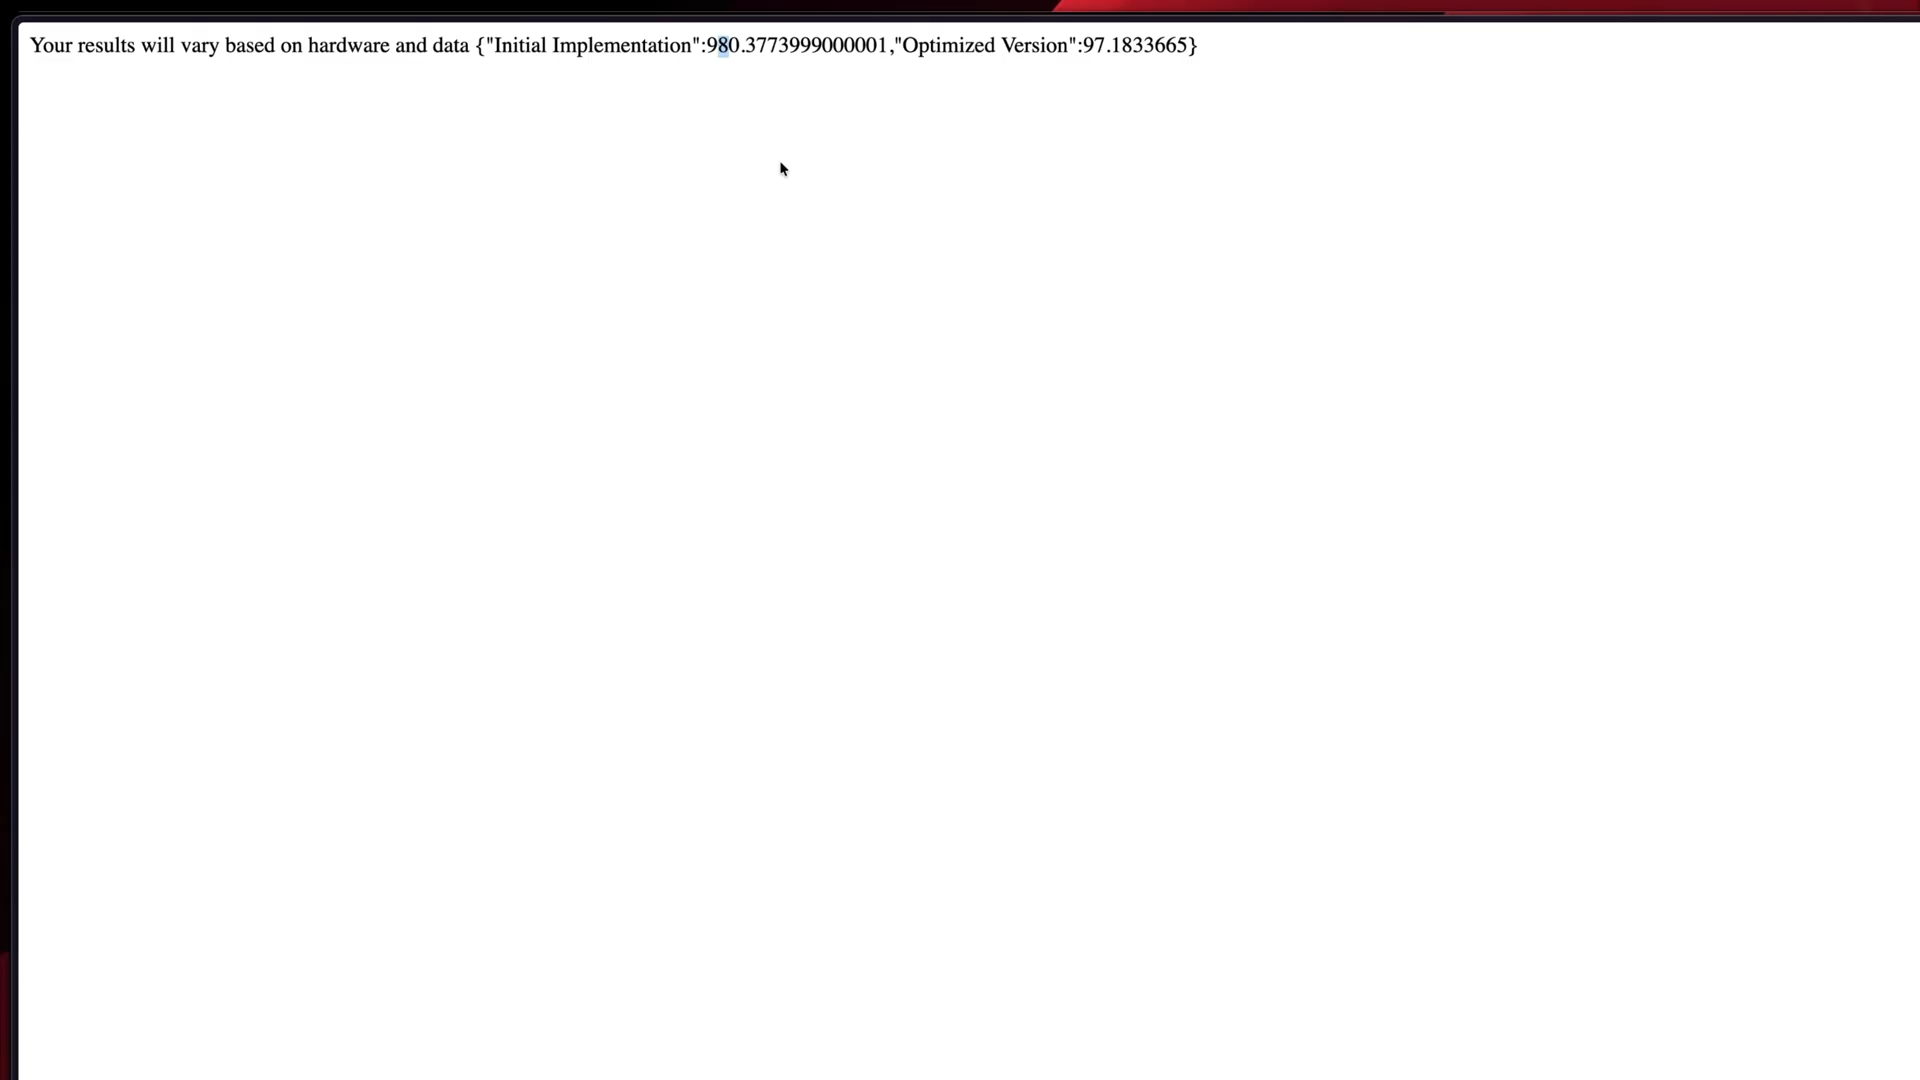 Your results will vary based on hardware and data {"Initial Implementation":980.3773999000001,"Optimized Version":97.1833665}